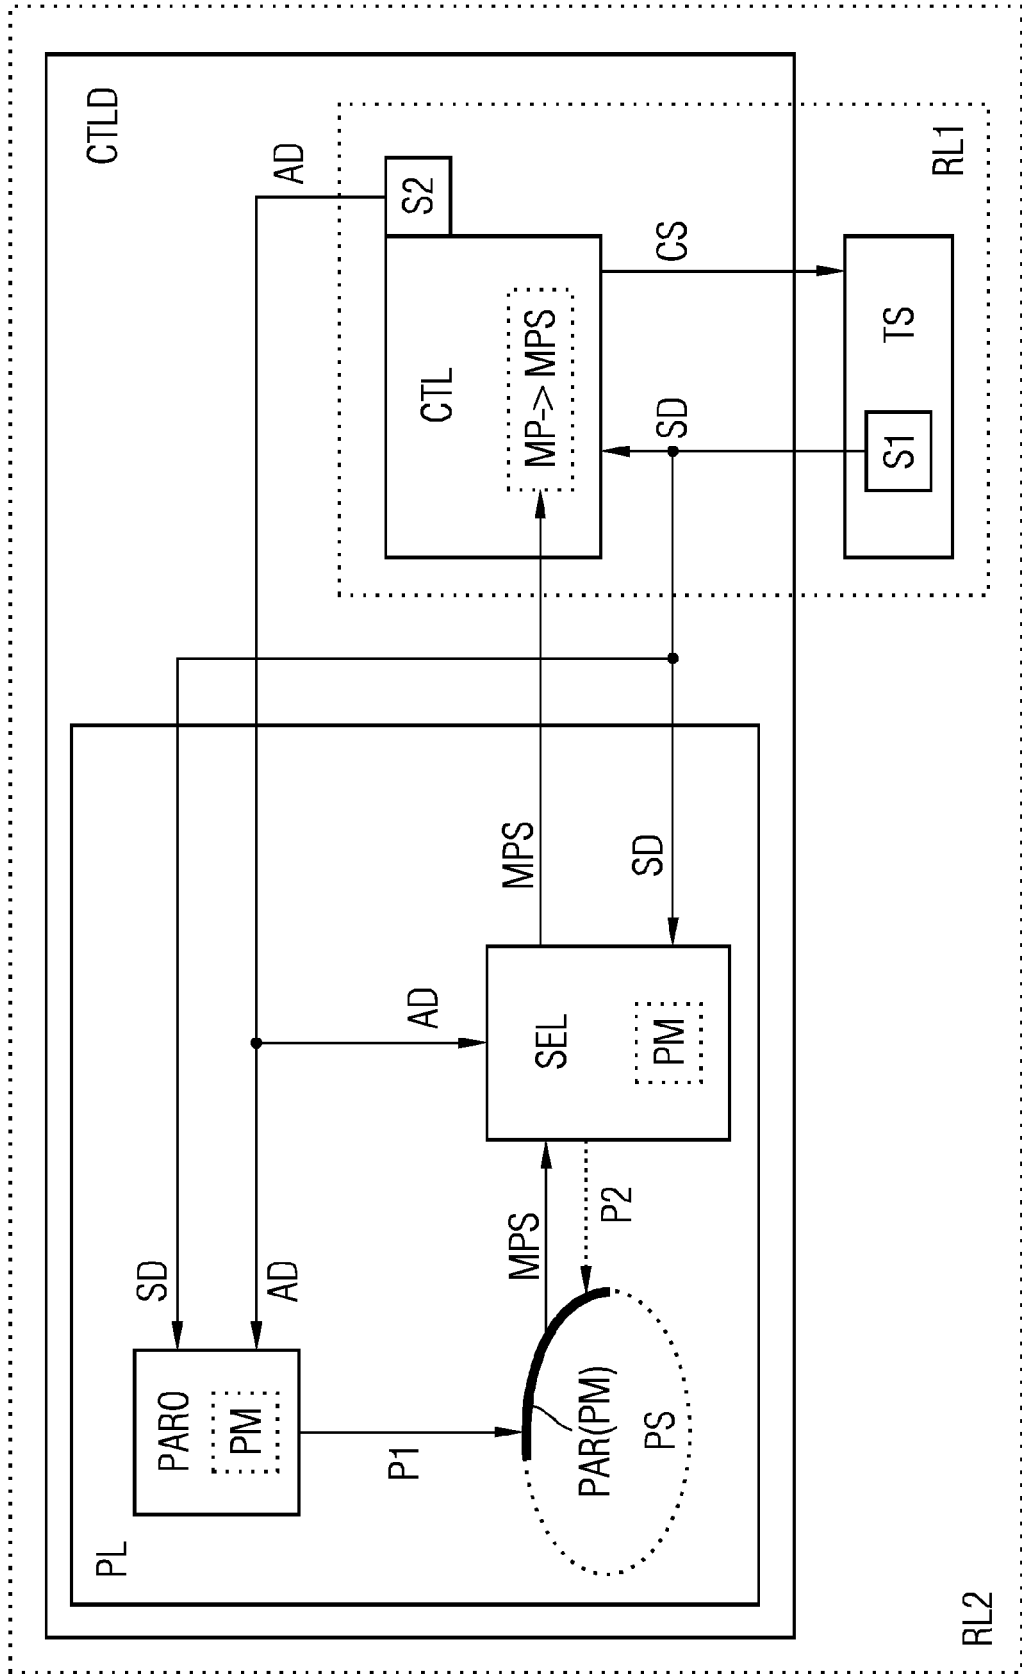 PL
CTLD
SD
PARO
PM
AD
AD
P1
AD
S2
CTL
MPS
MPS
MP-> MPS
SEL
PAR(PM)
P2
SD
PS
PM
SD
CS
S1
TS
RL1
RL2